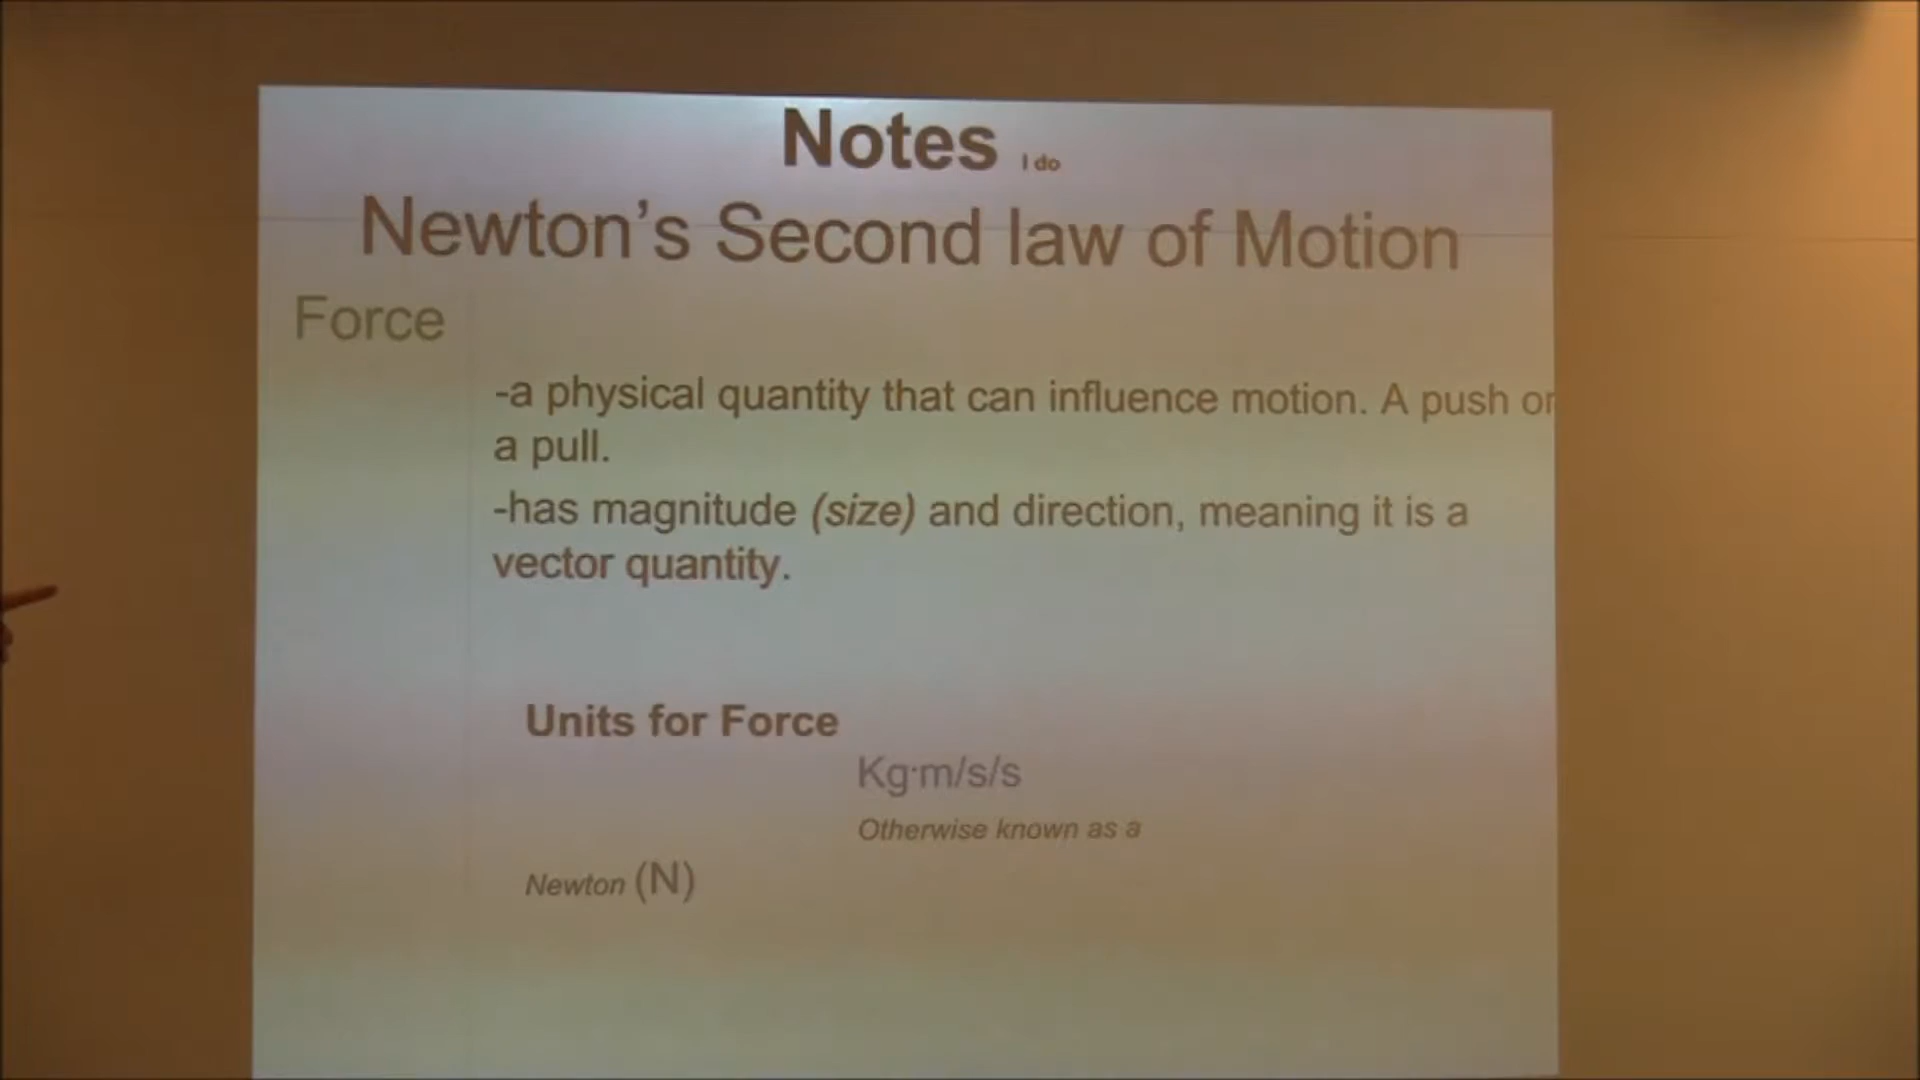 Notes I do
Newton's Second law of Motion
Force
-a physical quantity that can influence motion. A push or
a pull.
-has magnitude (size) and direction, meaning it is a
vector quantity.
Units for Force
Kg·m/s/s
Otherwise known as a
Newton (N)